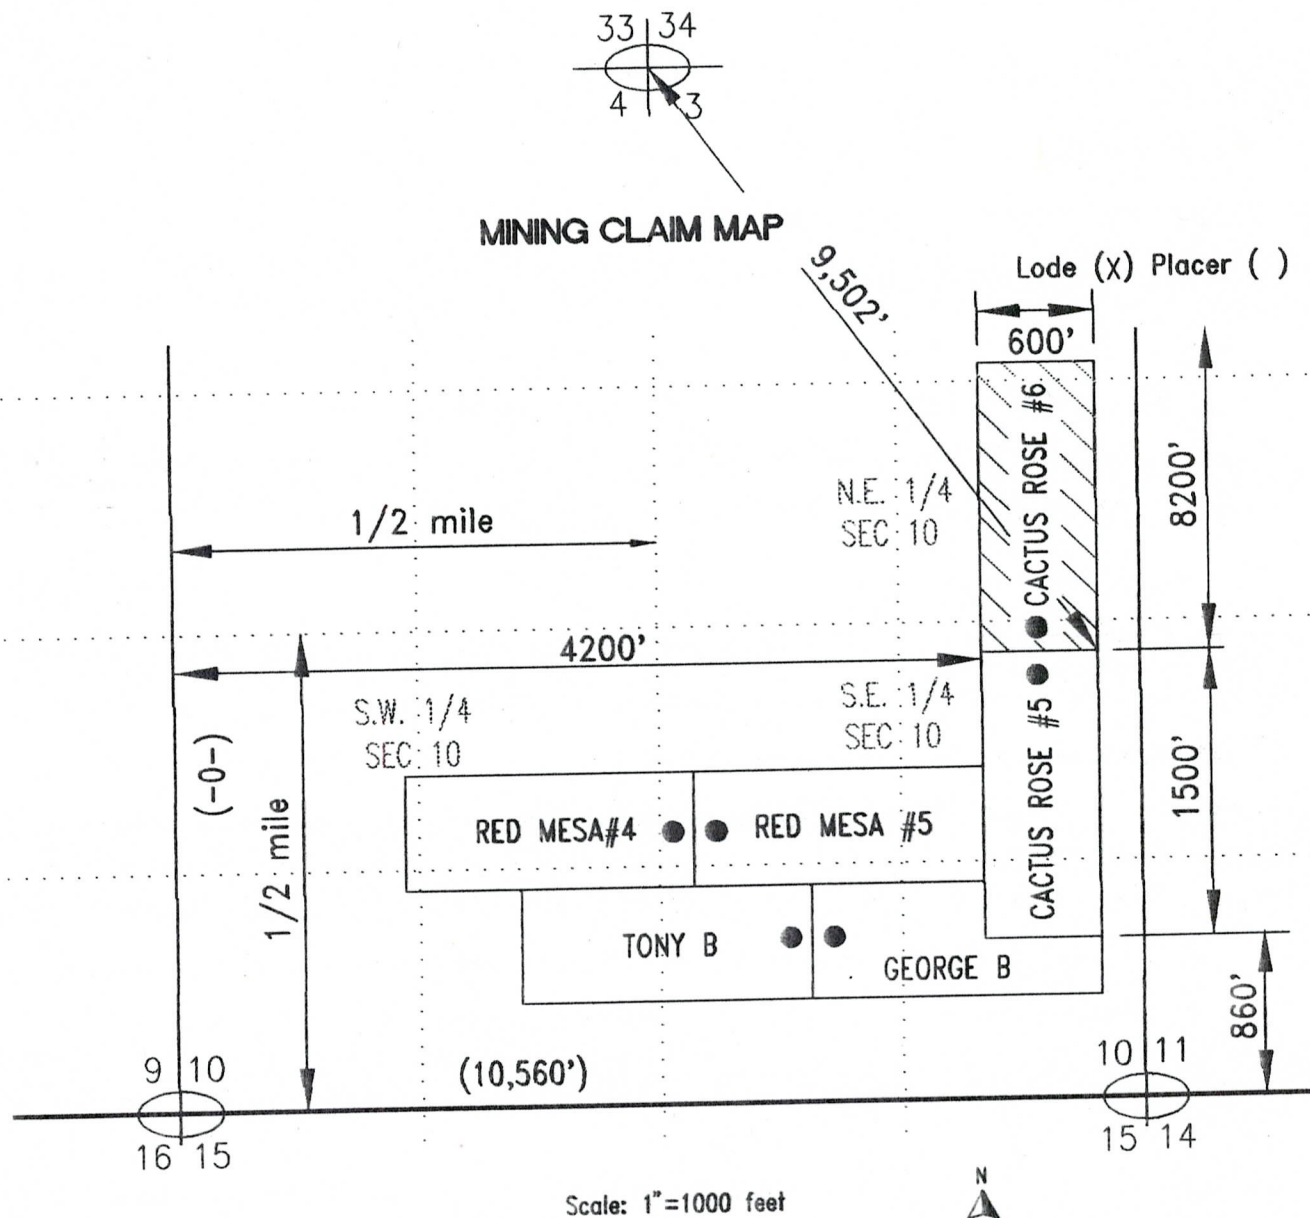 33 34
4 3
MINING CLAIM MAP
9,502'
Lode (X) Placer ( )
600'
CACTUS ROSE #6
8200'
N.E. 1/4
SEC 10
1/2 mile
4200'
S.W. 1/4
SEC 10
S.E. 1/4
SEC 10
CACTUS ROSE #5
1500'
(-0-)
1/2 mile
RED MESA#4
RED MESA #5
TONY B
GEORGE B
860'
9 10
(10,560')
10 11
16 15
15 14
N
Scale: 1"=1000 feet